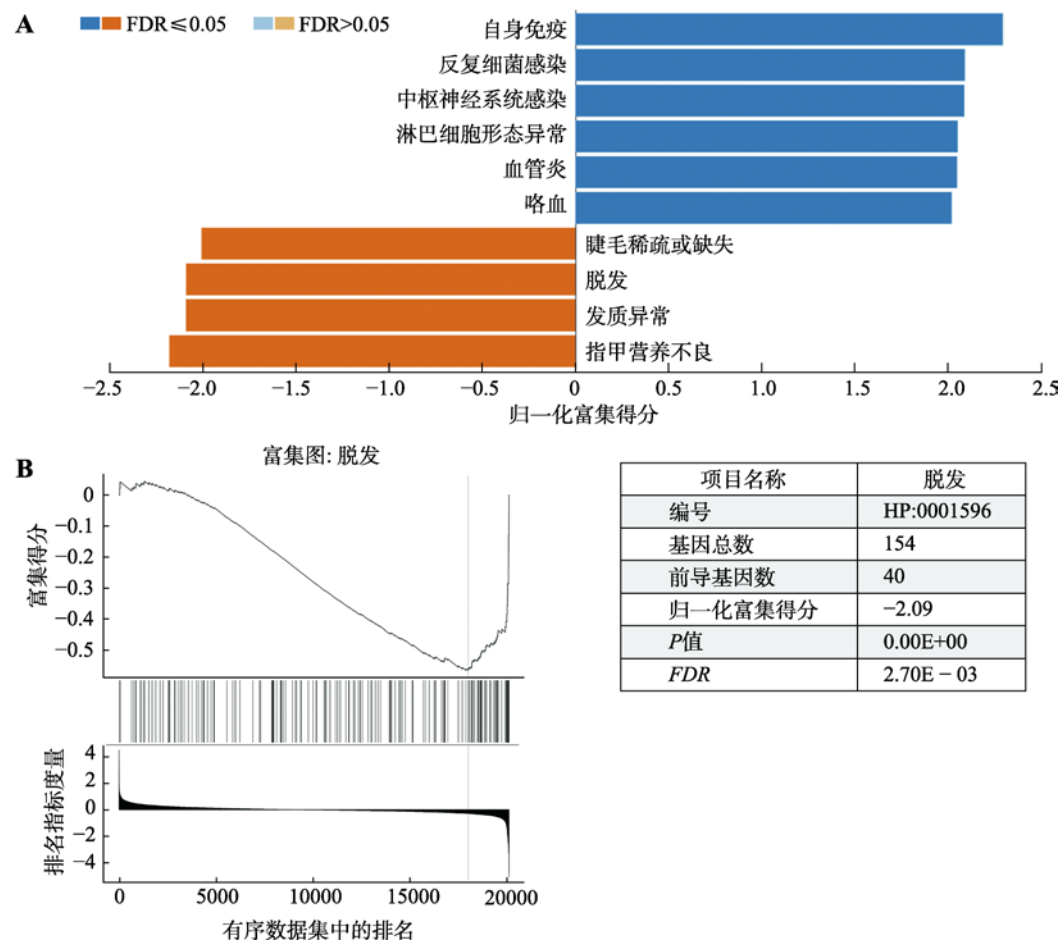 A
FDR≤0.05
FDR>0.05
自身免疫
反复细菌感染
中枢神经系统感染
淋巴细胞形态异常
血管炎
咯血
睫毛稀疏或缺失
脱发
发质异常
指甲营养不良
−2.5 −2.0 −1.5 −1.0 −0.5 0 0.5 1.0 1.5 2.0 2.5
归一化富集得分
B
富集图: 脱发
富集得分
0
−0.1
−0.2
−0.3
−0.4
−0.5
排名指标度量
4
2
0
−2
−4
0 5000 10000 15000 20000
有序数据集中的排名
项目名称 脱发
编号 HP:0001596
基因总数 154
前导基因数 40
归一化富集得分 −2.09
P值 0.00E+00
FDR 2.70E − 03